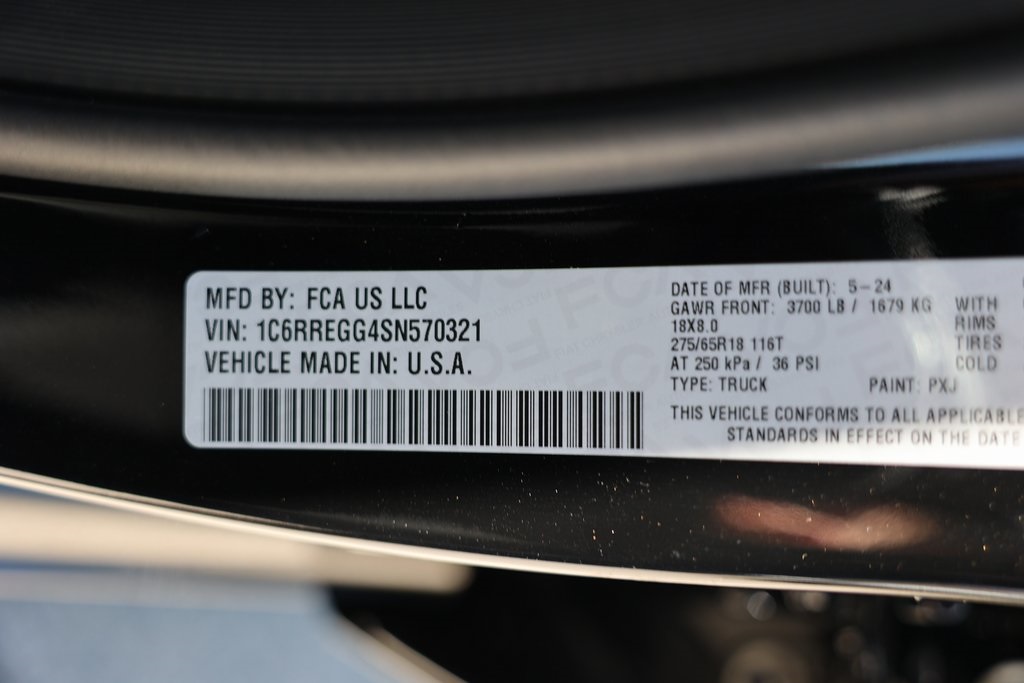 MFD BY: FCA US LLC
VIN: 1C6RREGG4SN570321
VEHICLE MADE IN: U.S.A.
DATE OF MFR (BUILT): 5-24
GAWR FRONT: 3700 LB / 1679 KG WITH
18X8.0 RIMS
275/65R18 116T TIRES
AT 250 kPa / 36 PSI COLD
TYPE: TRUCK PAINT: PXJ
THIS VEHICLE CONFORMS TO ALL APPLICABLE
STANDARDS IN EFFECT ON THE DATE